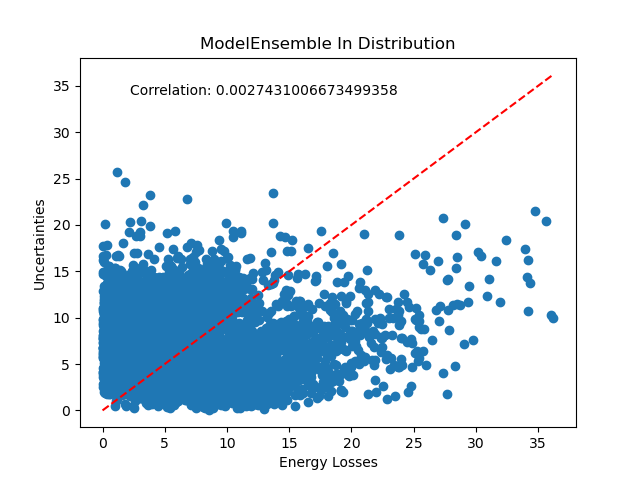 ModelEnsemble In Distribution
Correlation: 0.0027431006673499358
Uncertainties
35
30
25
20
15
10
5
0
0 5 10 15 20 25 30 35
Energy Losses